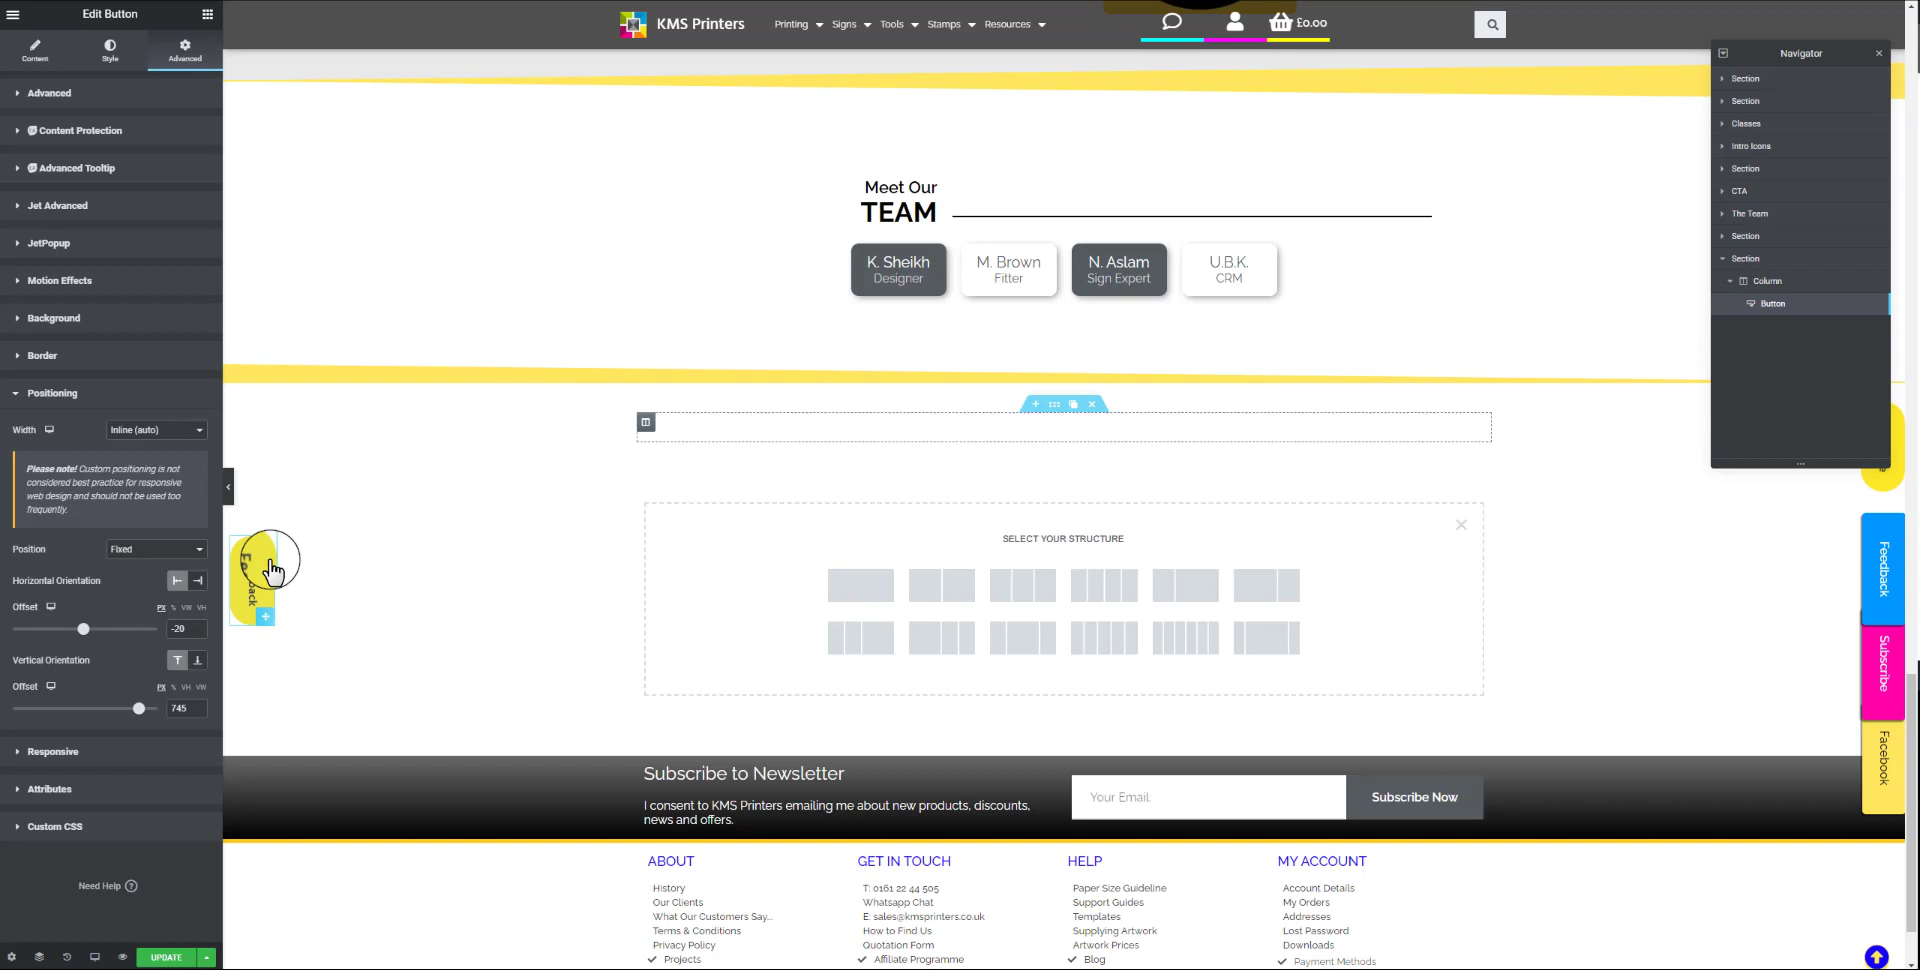 Edit Button
Content
Style
Advanced
Advanced
Content Protection
Advanced Tooltip
Jet Advanced
JetPopup
Motion Effects
Background
Border
Positioning
Width
Inline (auto)
Please note! Custom positioning is not
considered best practice for responsive
web design and should not be used too
frequently.
Position
Fixed
Horizontal Orientation
Offset
PX % VW VH
-20
Vertical Orientation
Offset
PX % VH VW
745
Responsive
Attributes
Custom CSS
Need Help
UPDATE
KMS Printers
Printing
Signs
Tools
Stamps
Resources
£0.00
Meet Our
TEAM
K. Sheikh
Designer
M. Brown
Fitter
N. Aslam
Sign Expert
U.B.K.
CRM
SELECT YOUR STRUCTURE
Navigator
Section
Section
Classes
Intro Icons
Section
CTA
The Team
Section
Section
Column
Button
Feedback
Subscribe
Facebook
Subscribe to Newsletter
I consent to KMS Printers emailing me about new products, discounts,
news and offers.
Your Email:
Subscribe Now
ABOUT
History
Our Clients
What Our Customers Say...
Terms & Conditions
Privacy Policy
Projects
GET IN TOUCH
T: 0161 22 44 505
Whatsapp Chat
E: sales@kmsprinters.co.uk
How to Find Us
Quotation Form
Affiliate Programme
HELP
Paper Size Guideline
Support Guides
Templates
Supplying Artwork
Artwork Prices
Blog
MY ACCOUNT
Account Details
My Orders
Addresses
Lost Password
Downloads
Payment Methods